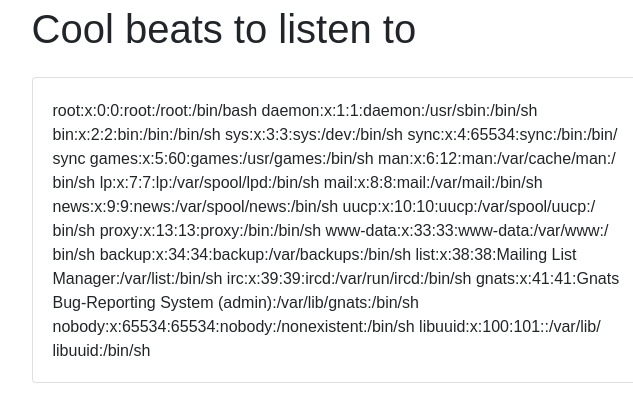 Cool beats to listen to
root:x:0:0:root:/root:/bin/bash daemon:x:1:1:daemon:/usr/sbin:/bin/sh
bin:x:2:2:bin:/bin:/bin/sh sys:x:3:3:sys:/dev:/bin/sh sync:x:4:65534:sync:/bin:/bin/
sync games:x:5:60:games:/usr/games:/bin/sh man:x:6:12:man:/var/cache/man:/
bin/sh lp:x:7:7:lp:/var/spool/lpd:/bin/sh mail:x:8:8:mail:/var/mail:/bin/sh
news:x:9:9:news:/var/spool/news:/bin/sh uucp:x:10:10:uucp:/var/spool/uucp:/
bin/sh proxy:x:13:13:proxy:/bin:/bin/sh www-data:x:33:33:www-data:/var/www:/
bin/sh backup:x:34:34:backup:/var/backups:/bin/sh list:x:38:38:Mailing List
Manager:/var/list:/bin/sh irc:x:39:39:ircd:/var/run/ircd:/bin/sh gnats:x:41:41:Gnats
Bug-Reporting System (admin):/var/lib/gnats:/bin/sh
nobody:x:65534:65534:nobody:/nonexistent:/bin/sh libuuid:x:100:101::/var/lib/
libuuid:/bin/sh